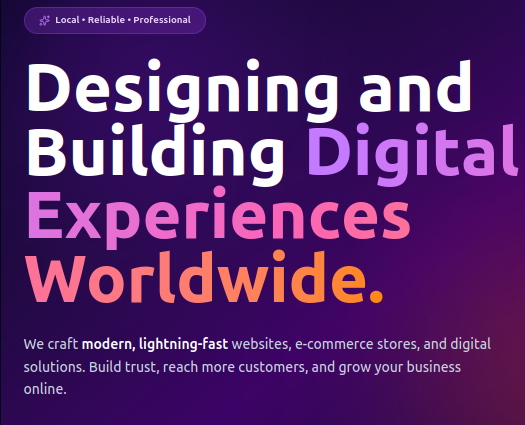 Local • Reliable • Professional
Designing and
Building Digital
Experiences
Worldwide.
We craft modern, lightning-fast websites, e-commerce stores, and digital
solutions. Build trust, reach more customers, and grow your business
online.